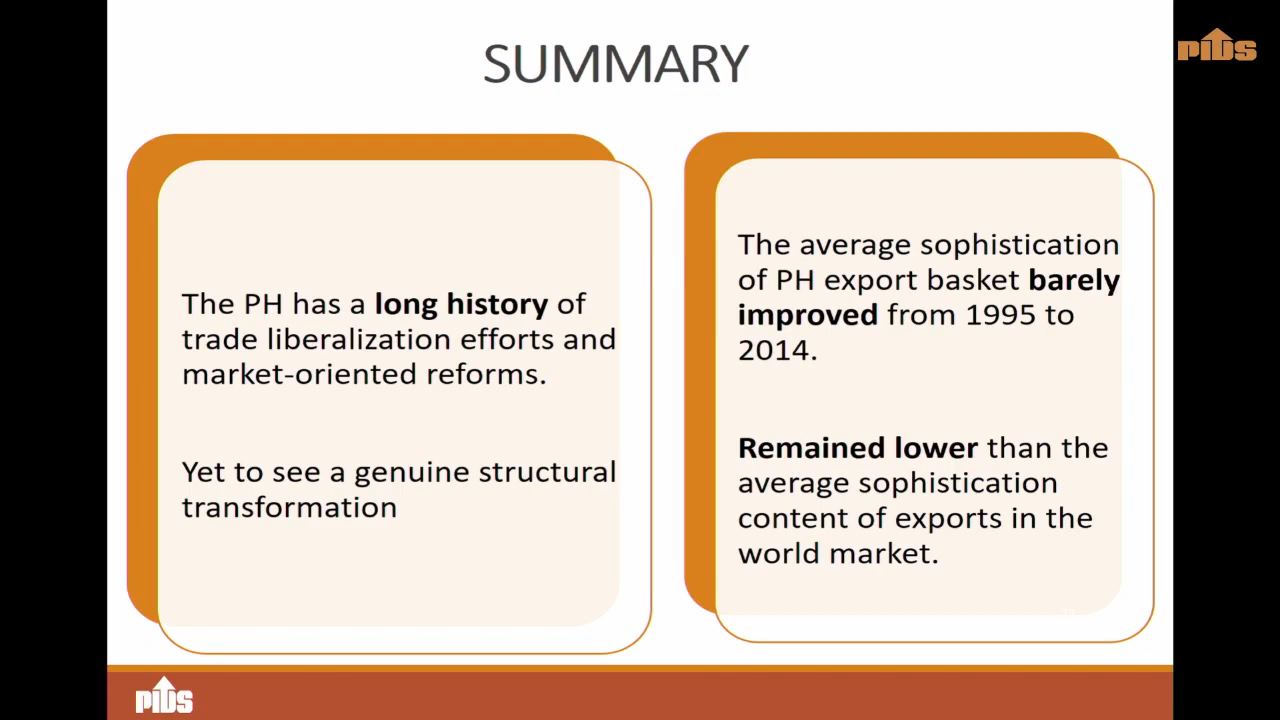 SUMMARY
The PH has a long history of
trade liberalization efforts and
market-oriented reforms.
Yet to see a genuine structural
transformation
The average sophistication
of PH export basket barely
improved from 1995 to
2014.
Remained lower than the
average sophistication
content of exports in the
world market.
pids
pids